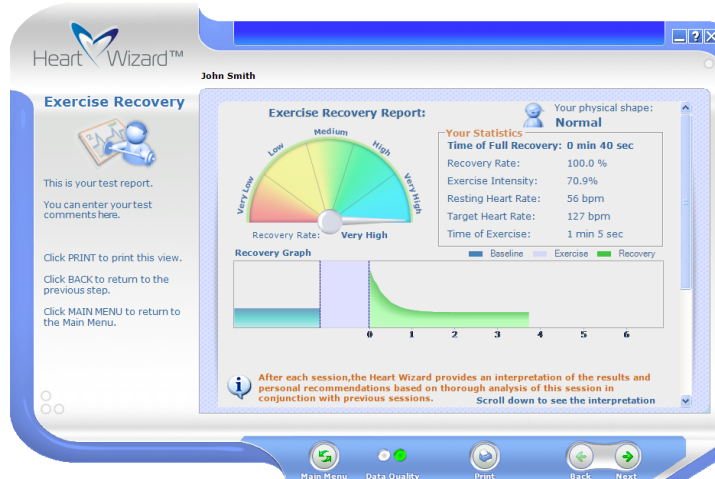 Heart Wizard™
John Smith
Exercise Recovery
This is your test report.
You can enter your test
comments here.
Click PRINT to print this view.
Click BACK to return to the
previous step.
Click MAIN MENU to return to
the Main Menu.
Exercise Recovery Report:
Your physical shape:
Normal
Very Low
Low
Medium
High
Very High
Recovery Rate: Very High
Your Statistics
Time of Full Recovery: 0 min 40 sec
Recovery Rate: 100.0 %
Exercise Intensity: 70.9%
Resting Heart Rate: 56 bpm
Target Heart Rate: 127 bpm
Time of Exercise: 1 min 5 sec
Recovery Graph
Baseline Exercise Recovery
0 1 2 3 4 5 6
After each session,the Heart Wizard provides an interpretation of the results and
personal recommendations based on thorough analysis of this session in
conjunction with previous sessions. Scroll down to see the interpretation
Main Menu Data Quality Print Back Next